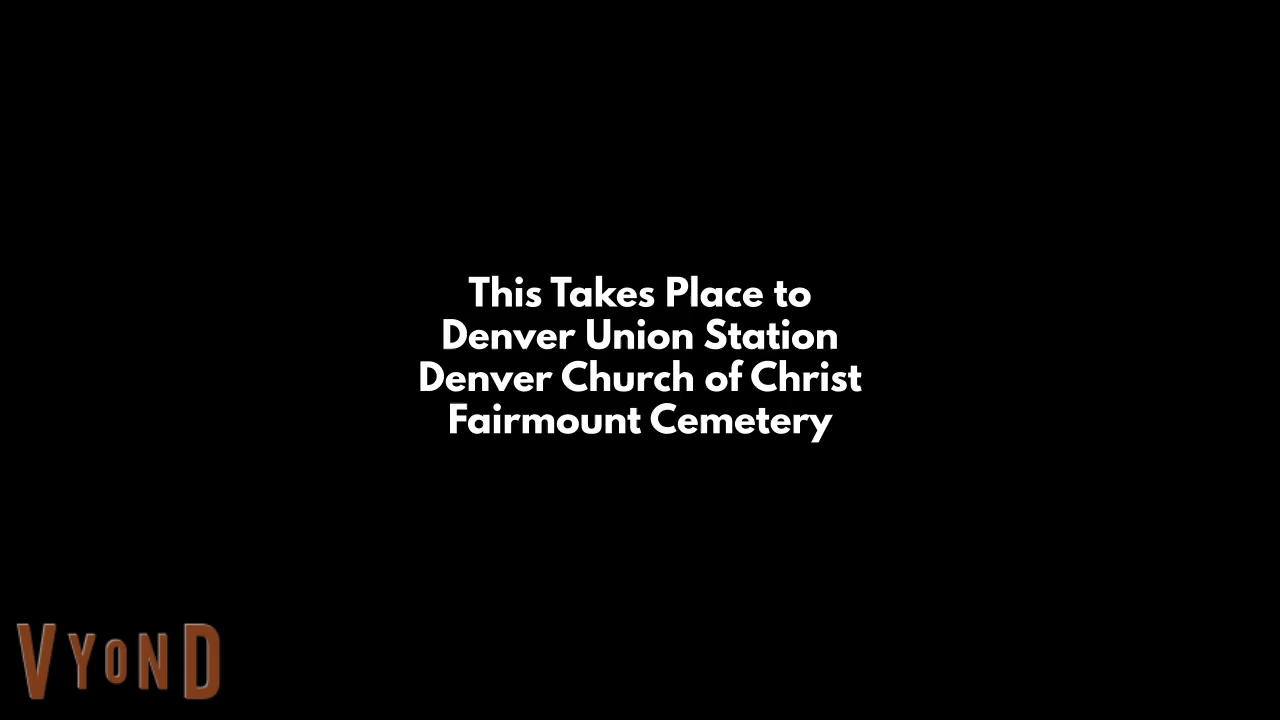 This Takes Place to
Denver Union Station
Denver Church of Christ
Fairmount Cemetery
VYOND